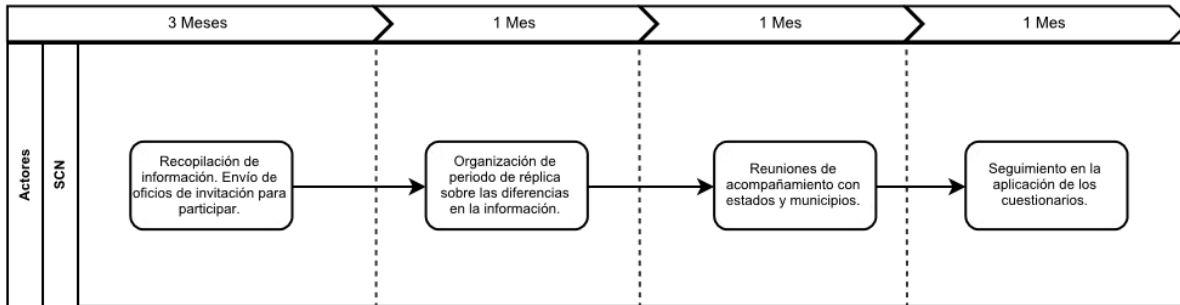 3 Meses
1 Mes
1 Mes
1 Mes
Actores
SCN
Recopilación de
información. Envío de
oficios de invitación para
participar.
Organización de
periodo de réplica
sobre las diferencias
en la información.
Reuniones de
acompañamiento con
estados y municipios.
Seguimiento en la
aplicación de los
cuestionarios.